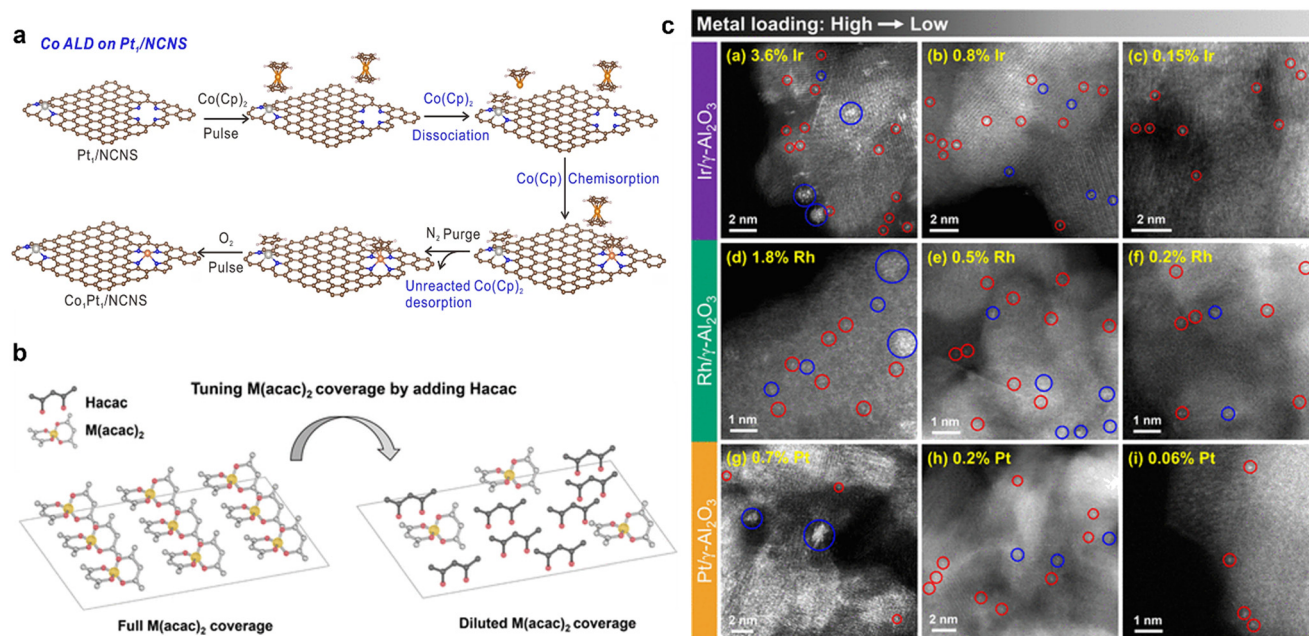 a
Co ALD on Pt₁/NCNS
Co(Cp)₂
Pulse
Co(Cp)₂
Dissociation
Pt₁/NCNS
Co(Cp) Chemisorption
O₂
Pulse
N₂ Purge
Unreacted Co(Cp)₂
desorption
Co₁Pt₁/NCNS
b
Hacac
M(acac)₂
Tuning M(acac)₂ coverage by adding Hacac
Full M(acac)₂ coverage
Diluted M(acac)₂ coverage
c
Metal loading: High → Low
Ir/γ-Al₂O₃
(a) 3.6% Ir
2 nm
(b) 0.8% Ir
2 nm
(c) 0.15% Ir
2 nm
Rh/γ-Al₂O₃
(d) 1.8% Rh
1 nm
(e) 0.5% Rh
1 nm
(f) 0.2% Rh
1 nm
Pt/γ-Al₂O₃
(g) 0.7% Pt
2 nm
(h) 0.2% Pt
2 nm
(i) 0.06% Pt
1 nm